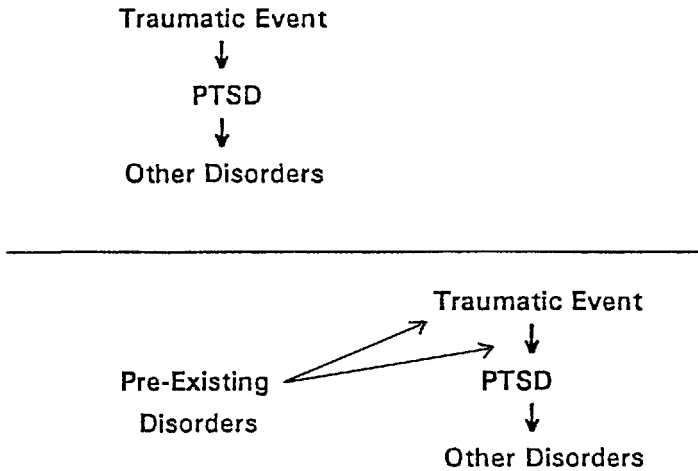 Traumatic Event
PTSD
Other Disorders
Traumatic Event
Pre-Existing
Disorders
PTSD
Other Disorders